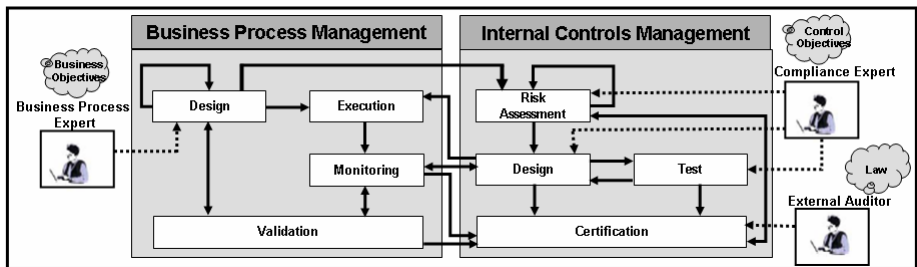 Business Process Management
Internal Controls Management
Business
Objectives
Business Process
Expert
Design
Execution
Monitoring
Validation
Control
Objectives
Compliance Expert
Risk
Assessment
Design
Test
Certification
Law
External Auditor